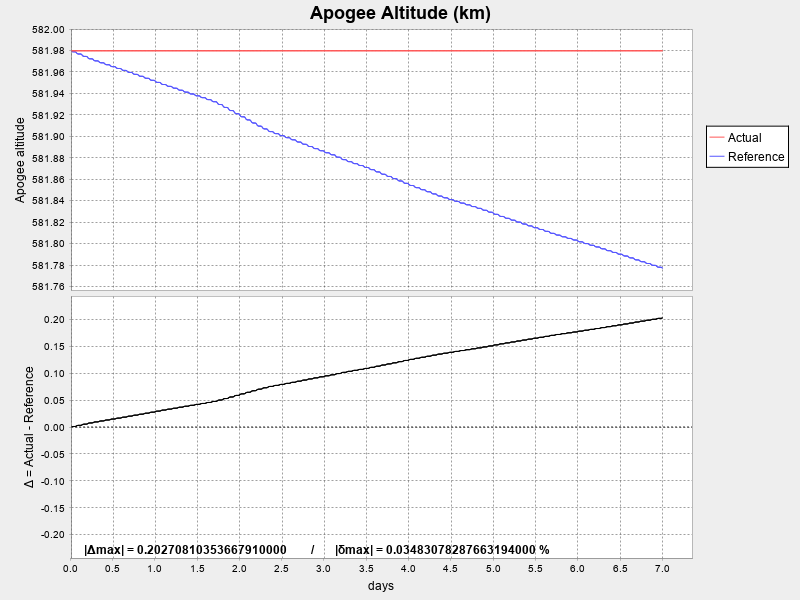 Apogee Altitude (km)
582.00
581.98
581.96
581.94
581.92
581.90
581.88
581.86
581.84
581.82
581.80
581.78
581.76
Apogee altitude
Actual
Reference
0.20
0.15
0.10
0.05
0.00
-0.05
-0.10
-0.15
-0.20
Δ = Actual - Reference
|Δmax| = 0.20270810353667910000 / |δmax| = 0.03483078287663194000 %
0.0 0.5 1.0 1.5 2.0 2.5 3.0 3.5 4.0 4.5 5.0 5.5 6.0 6.5 7.0
days